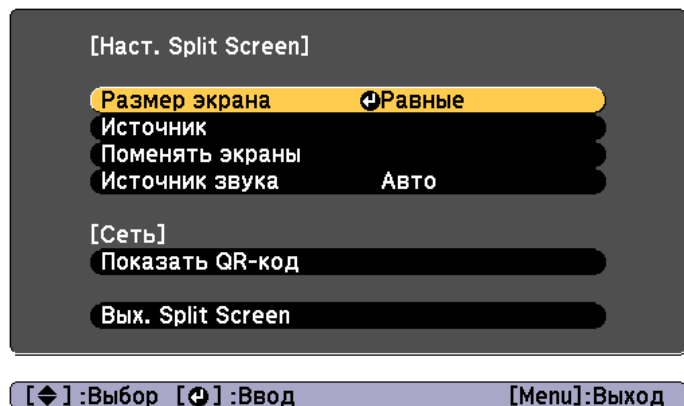 [Наст. Split Screen]
Размер экрана Равные
Источник
Поменять экраны
Источник звука Авто
[Сеть]
Показать QR-код
Вых. Split Screen
[ ] :Выбор [ ] :Ввод [Menu]:Выход